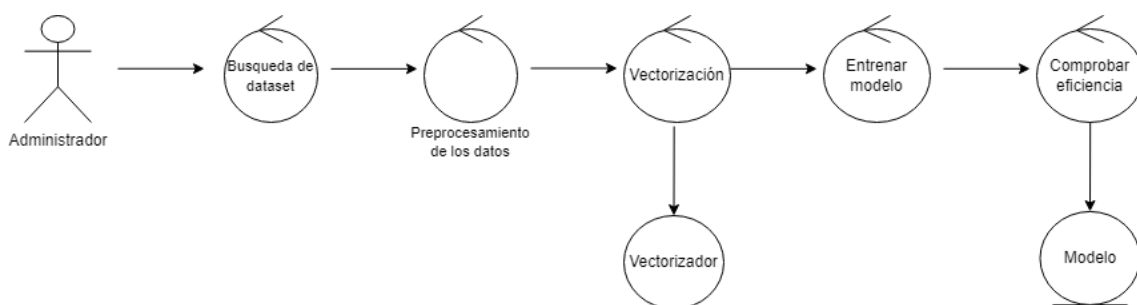 Administrador
Busqueda de
dataset
Preprocesamiento
de los datos
Vectorización
Entrenar
modelo
Comprobar
eficiencia
Vectorizador
Modelo